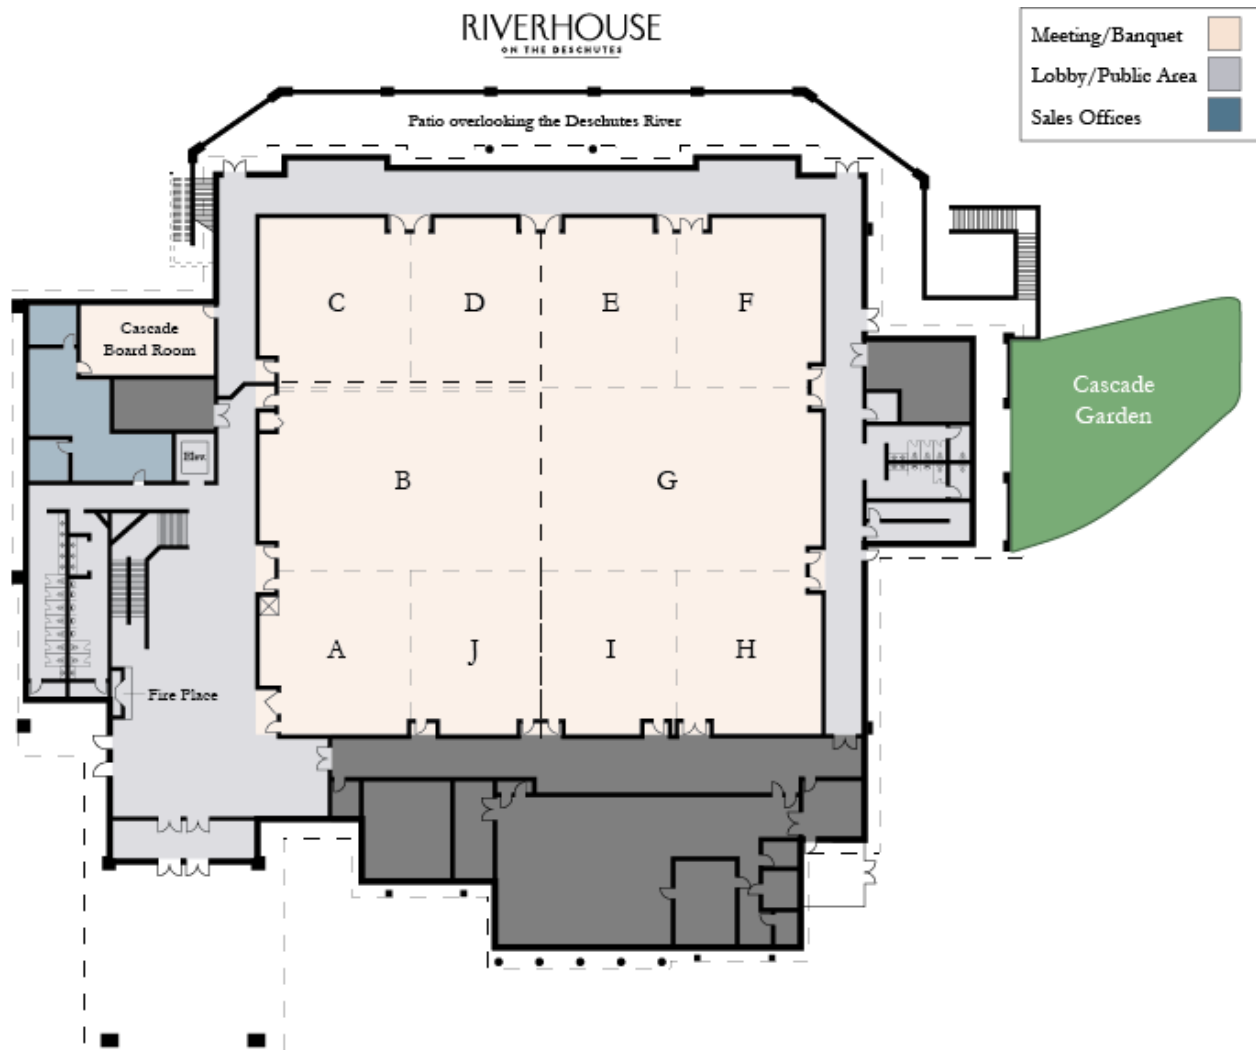 RIVERHOUSE
ON THE DESCHUTES
Meeting/Banquet
Lobby/Public Area
Sales Offices
Patio overlooking the Deschutes River
C
D
E
F
Cascade
Board Room
Cascade
Garden
Elev.
B
G
A
J
I
H
Fire Place